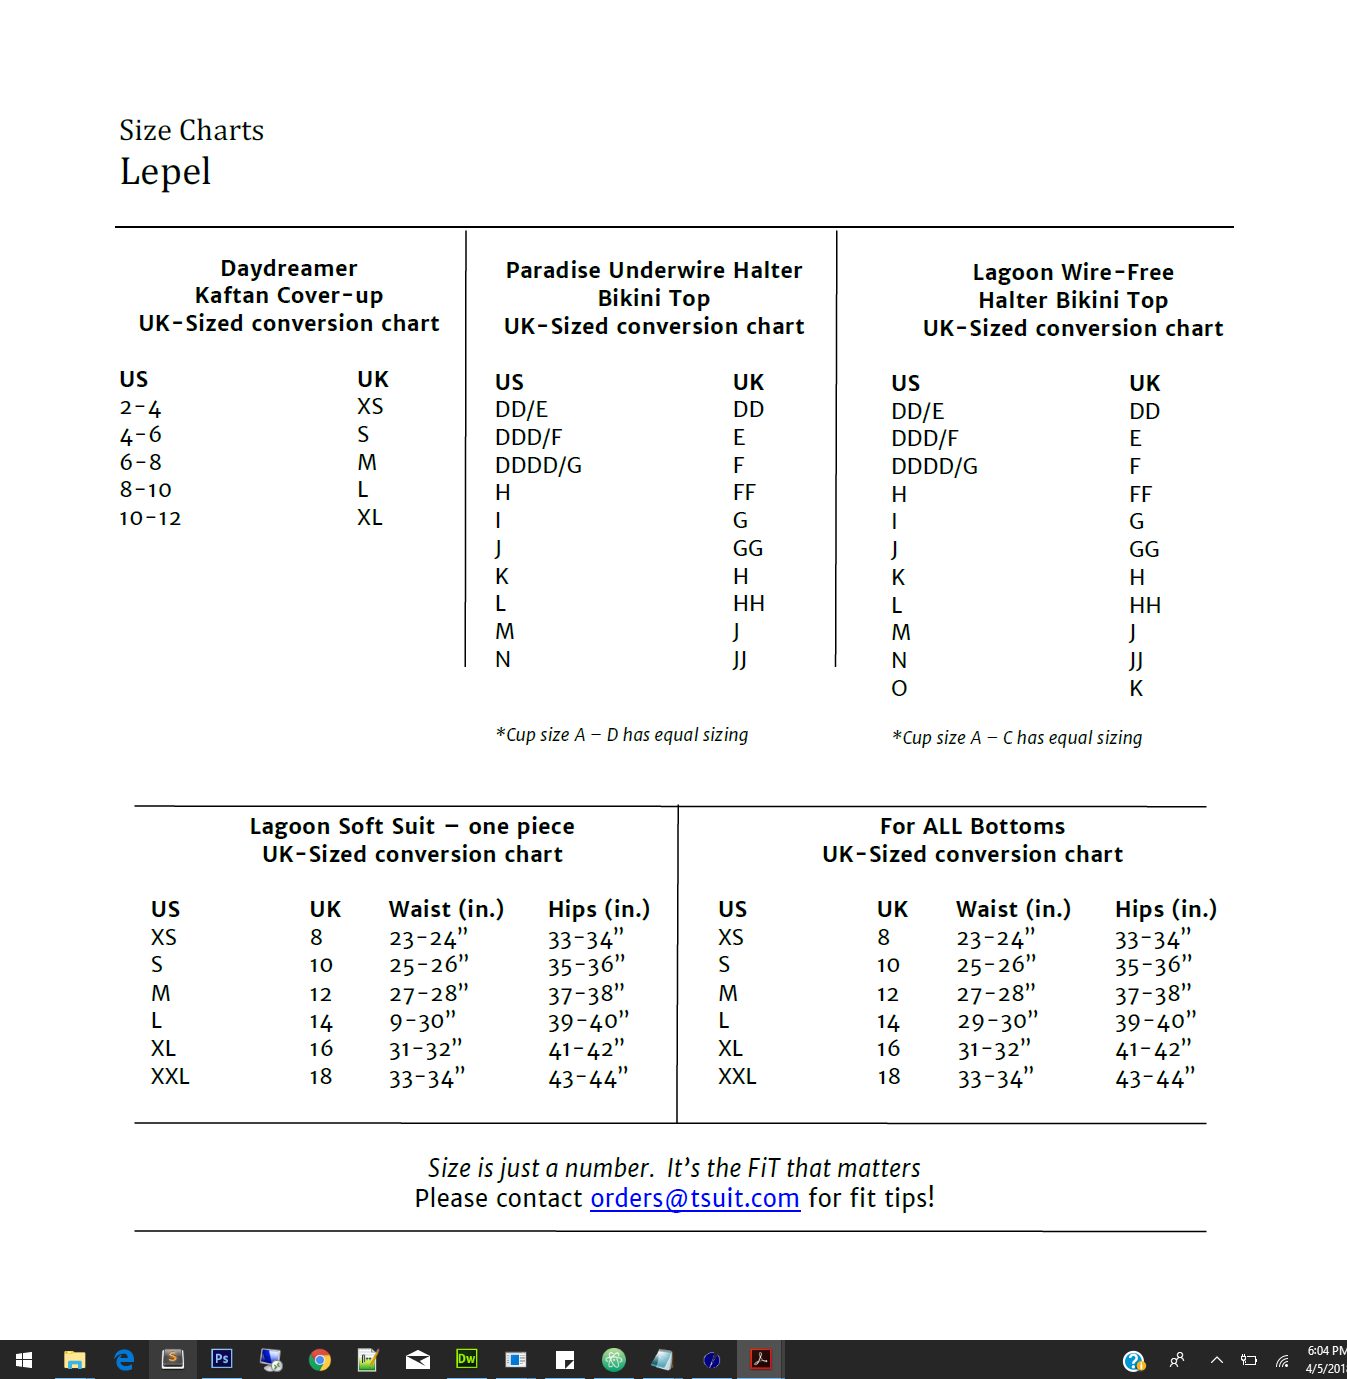 Size Charts
Lepel
Daydreamer
Kaftan Cover-up
UK-Sized conversion chart
US UK
2-4 XS
4-6 S
6-8 M
8-10 L
10-12 XL
Paradise Underwire Halter
Bikini Top
UK-Sized conversion chart
US UK
DD/E DD
DDD/F E
DDDD/G F
H FF
I G
J GG
K H
L HH
M J
N JJ
*Cup size A – D has equal sizing
Lagoon Wire-Free
Halter Bikini Top
UK-Sized conversion chart
US UK
DD/E DD
DDD/F E
DDDD/G F
H FF
I G
J GG
K H
L HH
M J
N JJ
O K
*Cup size A – C has equal sizing
Lagoon Soft Suit – one piece
UK-Sized conversion chart
US UK Waist (in.) Hips (in.)
XS 8 23-24” 33-34”
S 10 25-26” 35-36”
M 12 27-28” 37-38”
L 14 9-30” 39-40”
XL 16 31-32” 41-42”
XXL 18 33-34” 43-44”
For ALL Bottoms
UK-Sized conversion chart
US UK Waist (in.) Hips (in.)
XS 8 23-24” 33-34”
S 10 25-26” 35-36”
M 12 27-28” 37-38”
L 14 29-30” 39-40”
XL 16 31-32” 41-42”
XXL 18 33-34” 43-44”
Size is just a number. It’s the FiT that matters
Please contact orders@tsuit.com for fit tips!
S
Ps
Dw
6:04 PM
4/5/201